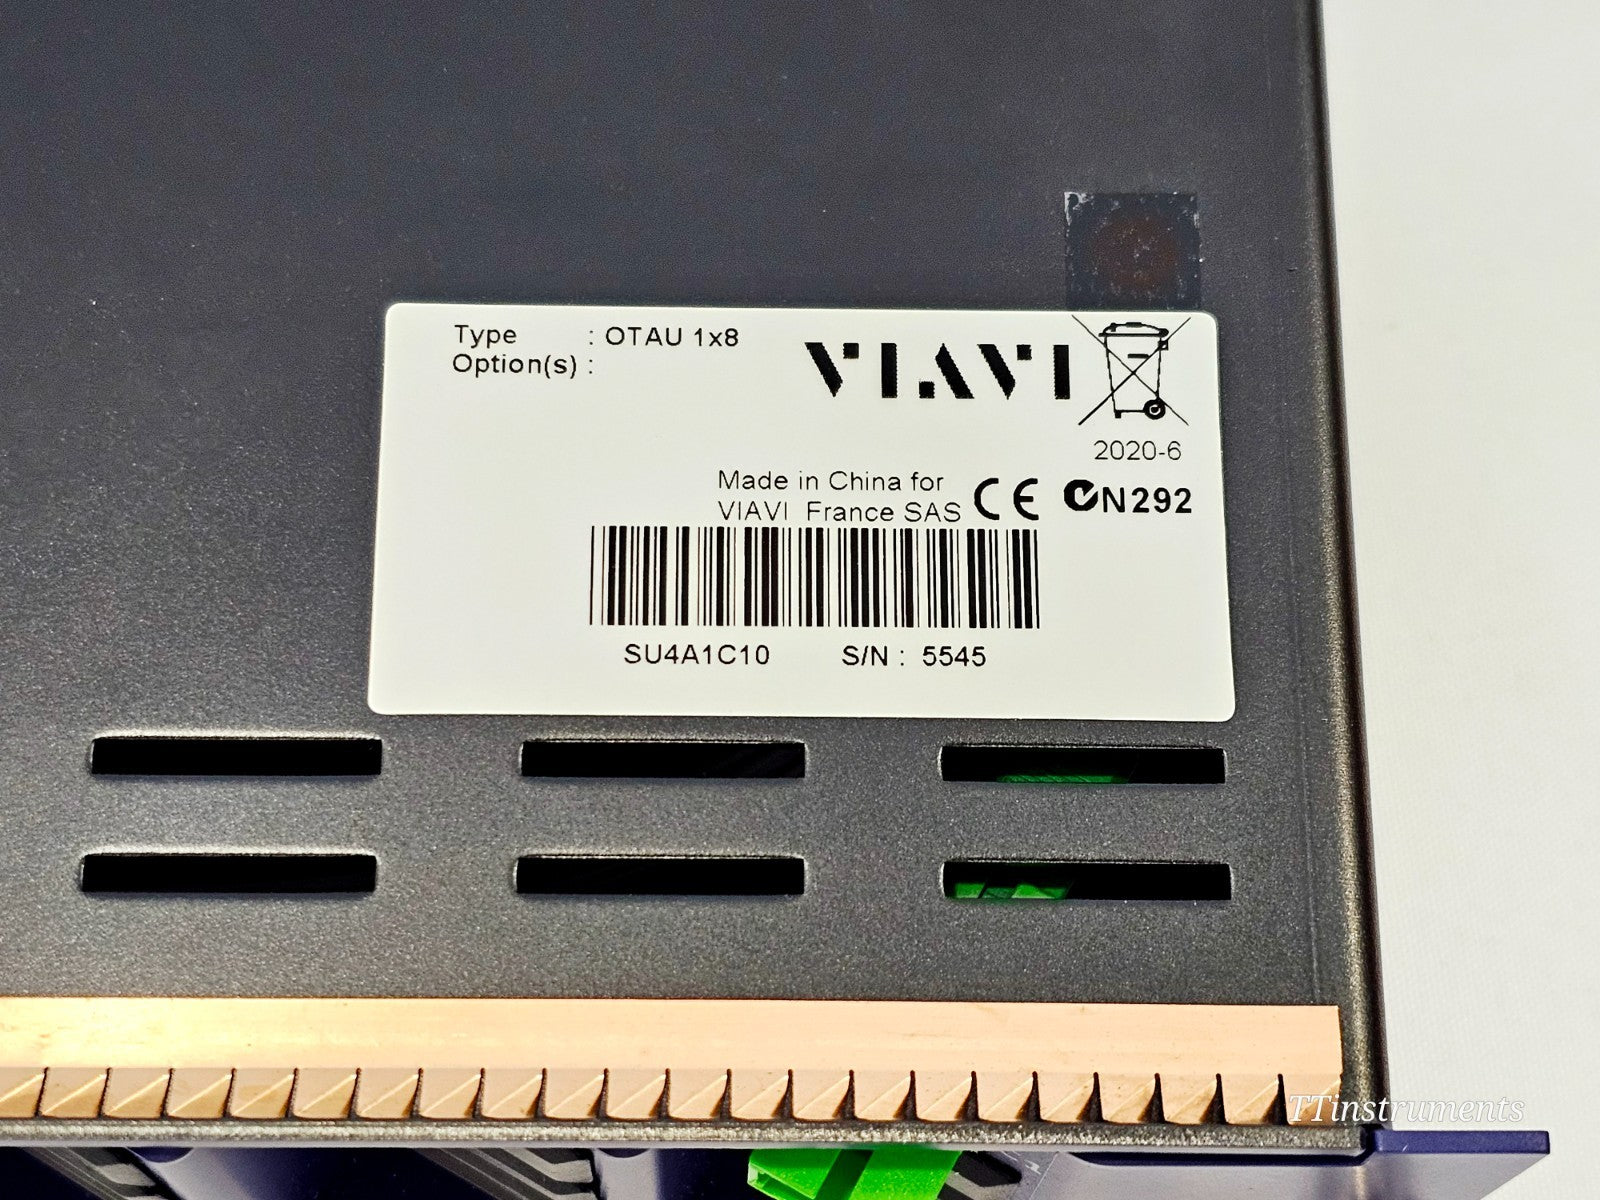 Type : OTAU 1x8
Option(s) :
VIAVI
2020-6
Made in China for
VIAVI France SAS
CE
N292
SU4A1C10 S/N : 5545
TTinstruments